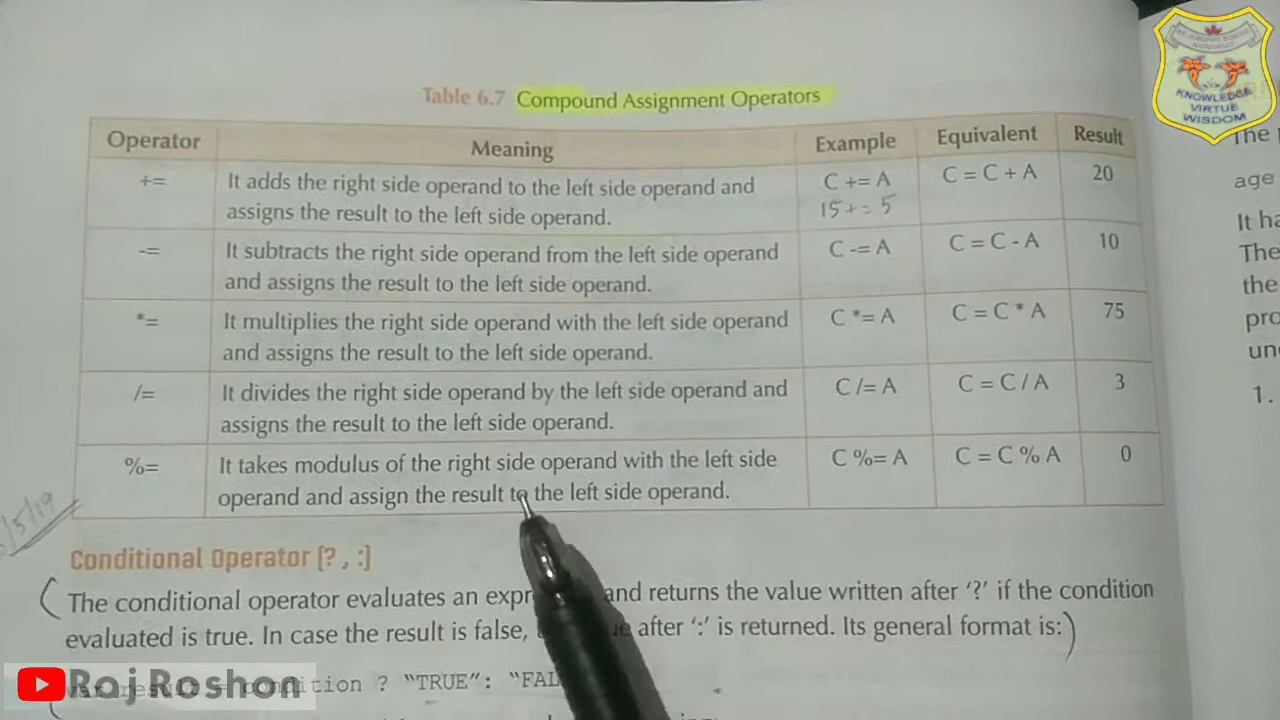 Table 6.7 Compound Assignment Operators
Operator Meaning Example Equivalent Result
+= It adds the right side operand to the left side operand and C += A C = C + A 20
assigns the result to the left side operand. 15+= 5
-= It subtracts the right side operand from the left side operand C -= A C = C - A 10
and assigns the result to the left side operand.
*= It multiplies the right side operand with the left side operand C *= A C = C * A 75
and assigns the result to the left side operand.
/= It divides the right side operand by the left side operand and C /= A C = C / A 3
assigns the result to the left side operand.
%= It takes modulus of the right side operand with the left side C %= A C = C % A 0
operand and assign the result to the left side operand.
/5/19
Conditional Operator [? , :]
The conditional operator evaluates an expr and returns the value written after '?' if the condition
evaluated is true. In case the result is false, after ':' is returned. Its general format is:
condition ? "TRUE": "FAL
Raj Roshon
KNOWLEDGE
VIRTUE
WISDOM
The
age
It ha
The
the
pro
und
1.